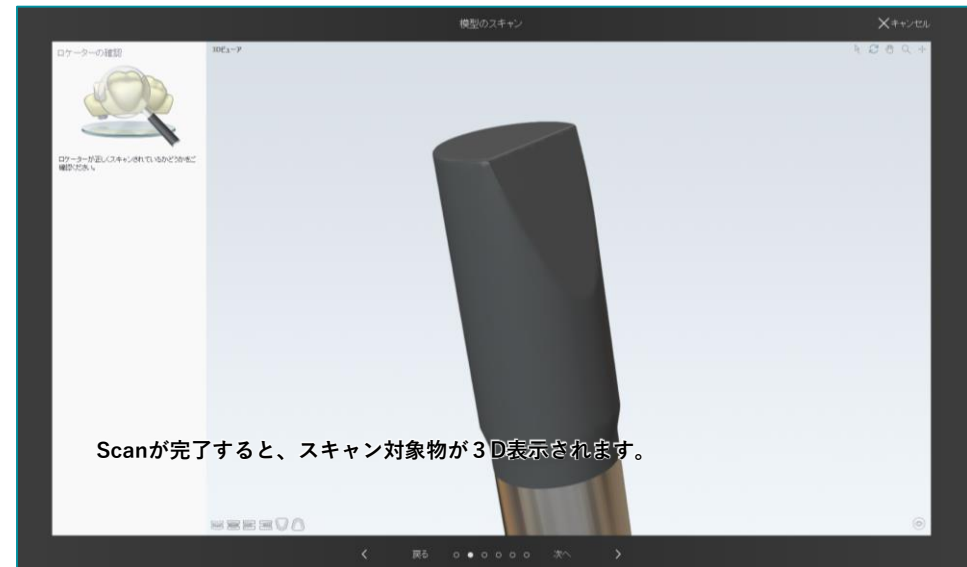 模型のスキャン
キャンセル
ロケーターの確認
3Dビューア
ロケーターが正しくスキャンされているかどうかをご
確認ください。
Scanが完了すると、スキャン対象物が３D表示されます。
戻る
次へ